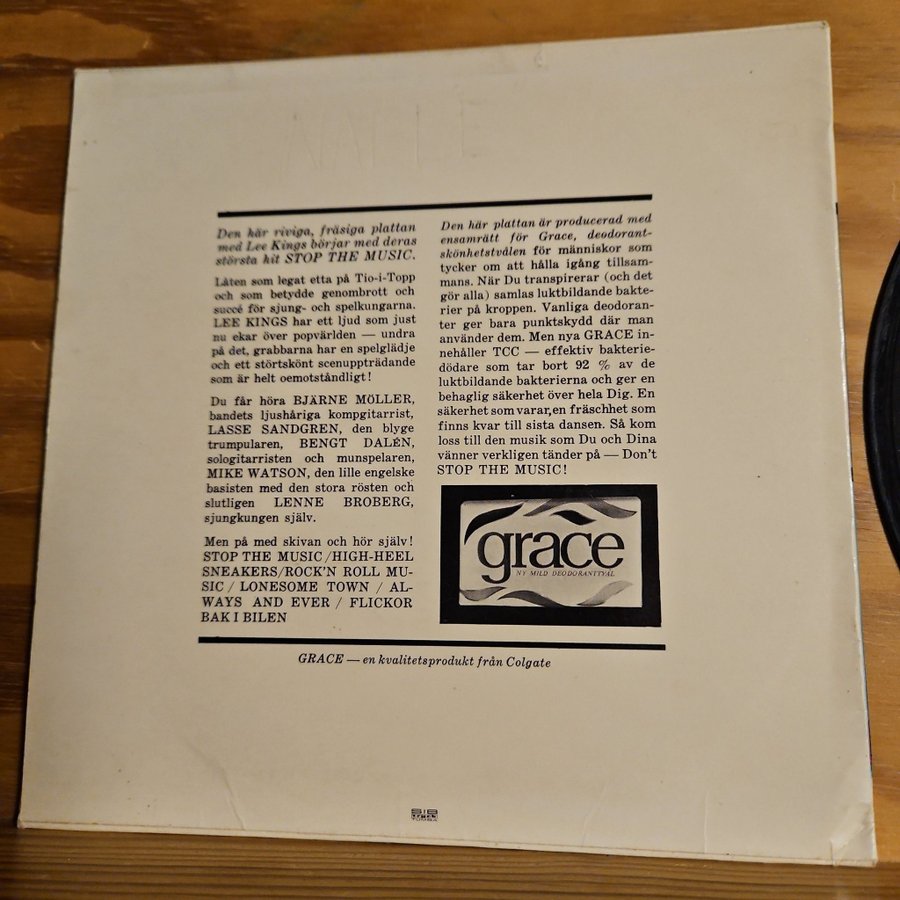 Den här riviga, fräsiga plattan
med Lee Kings börjar med deras
största hit STOP THE MUSIC.
Låten som legat etta på Tio-i-Topp
och som betydde genombrott och
succé för sjung- och spelkungarna.
LEE KINGS har ett ljud som just
nu ekar över popvärlden — undra
på det, grabbarna har en spelglädje
och ett störtskönt scenuppträdande
som är helt oemotståndligt!
Du får höra BJÄRNE MÖLLER,
bandets ljushåriga kompgitarrist,
LASSE SANDGREN, den blyge
trumpularen, BENGT DALÉN,
sologitarristen och munspelaren,
MIKE WATSON, den lille engelske
basisten med den stora rösten och
slutligen LENNE BROBERG,
sjungkungen själv.
Men på med skivan och hör själv!
STOP THE MUSIC/HIGH-HEEL
SNEAKERS/ROCK'N ROLL MU-
SIC / LONESOME TOWN / AL-
WAYS AND EVER / FLICKOR
BAK I BILEN
Den här plattan är producerad med
ensamrätt för Grace, deodorant-
skönhetstvålen för människor som
tycker om att hålla igång tillsam-
mans. När Du transpirerar (och det
gör alla) samlas luktbildande bakte-
rier på kroppen. Vanliga deodoran-
ter ger bara punktskydd där man
använder dem. Men nya GRACE in-
nehåller TCC — effektiv bakterie-
dödare som tar bort 92 % av de
luktbildande bakterierna och ger en
behaglig säkerhet över hela Dig. En
säkerhet som varar, en fräschhet som
finns kvar till sista dansen. Så kom
loss till den musik som Du och Dina
vänner verkligen tänder på — Don't
STOP THE MUSIC!
grace
NY MILD DEODORANTTVÅL
GRACE — en kvalitetsprodukt från Colgate